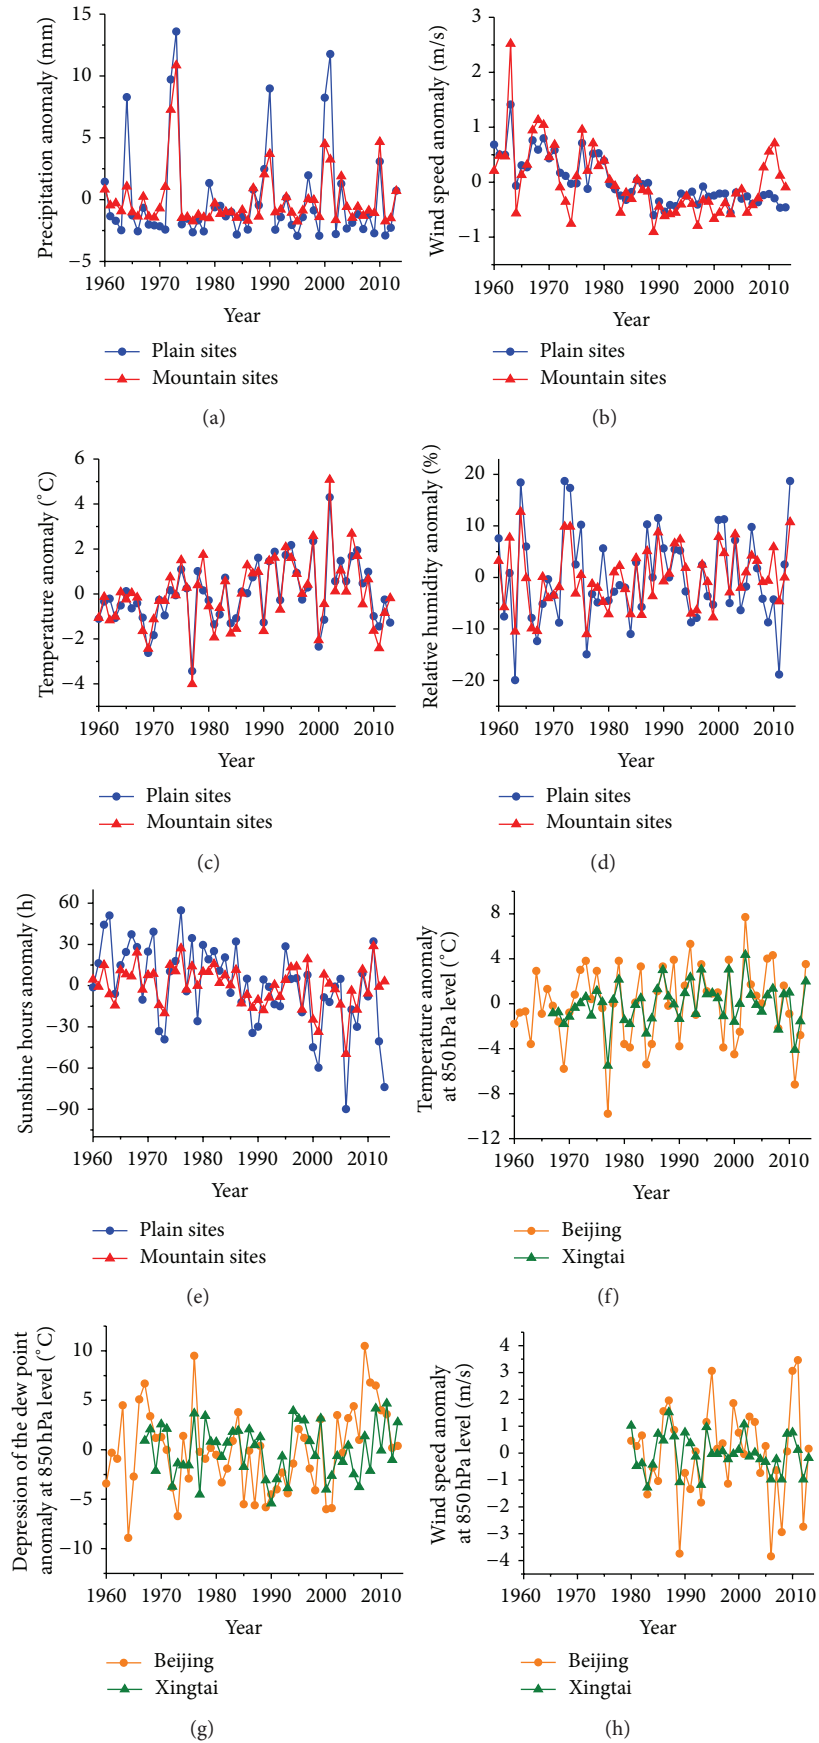 Precipitation anomaly (mm)
15
10
5
0
−5
1960 1970 1980 1990 2000 2010
Year
Plain sites
Mountain sites
(a)
Wind speed anomaly (m/s)
3
2
1
0
−1
1960 1970 1980 1990 2000 2010
Year
Plain sites
Mountain sites
(b)
Temperature anomaly (°C)
6
4
2
0
−2
−4
1960 1970 1980 1990 2000 2010
Year
Plain sites
Mountain sites
(c)
Relative humidity anomaly (%)
20
10
0
−10
−20
1960 1970 1980 1990 2000 2010
Year
Plain sites
Mountain sites
(d)
Sunshine hours anomaly (h)
60
30
0
−30
−60
−90
1960 1970 1980 1990 2000 2010
Year
Plain sites
Mountain sites
(e)
Temperature anomaly
at 850 hPa level (°C)
8
4
0
−4
−8
−12
1960 1970 1980 1990 2000 2010
Year
Beijing
Xingtai
(f)
Depression of the dew point
anomaly at 850 hPa level (°C)
10
5
0
−5
−10
1960 1970 1980 1990 2000 2010
Year
Beijing
Xingtai
(g)
Wind speed anomaly
at 850 hPa level (m/s)
4
3
2
1
0
−1
−2
−3
−4
1960 1970 1980 1990 2000 2010
Year
Beijing
Xingtai
(h)